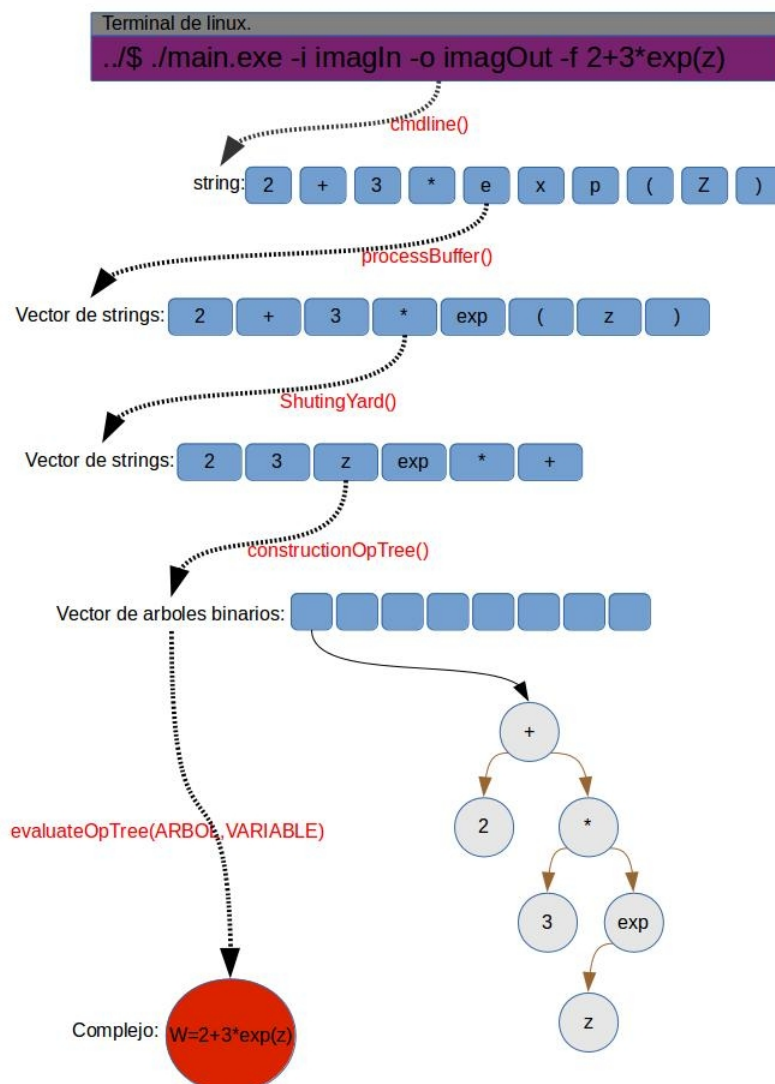 Terminal de linux.
../$ ./main.exe -i imagIn -o imagOut -f 2+3*exp(z)
cmdline()
string: 2 + 3 * e x p ( Z )
processBuffer()
Vector de strings: 2 + 3 * exp ( z )
ShutingYard()
Vector de strings: 2 3 z exp * +
constructionOpTree()
Vector de arboles binarios:
+
2 *
evaluateOpTree(ARBOL,VARIABLE)
3 exp
z
Complejo: W=2+3*exp(z)